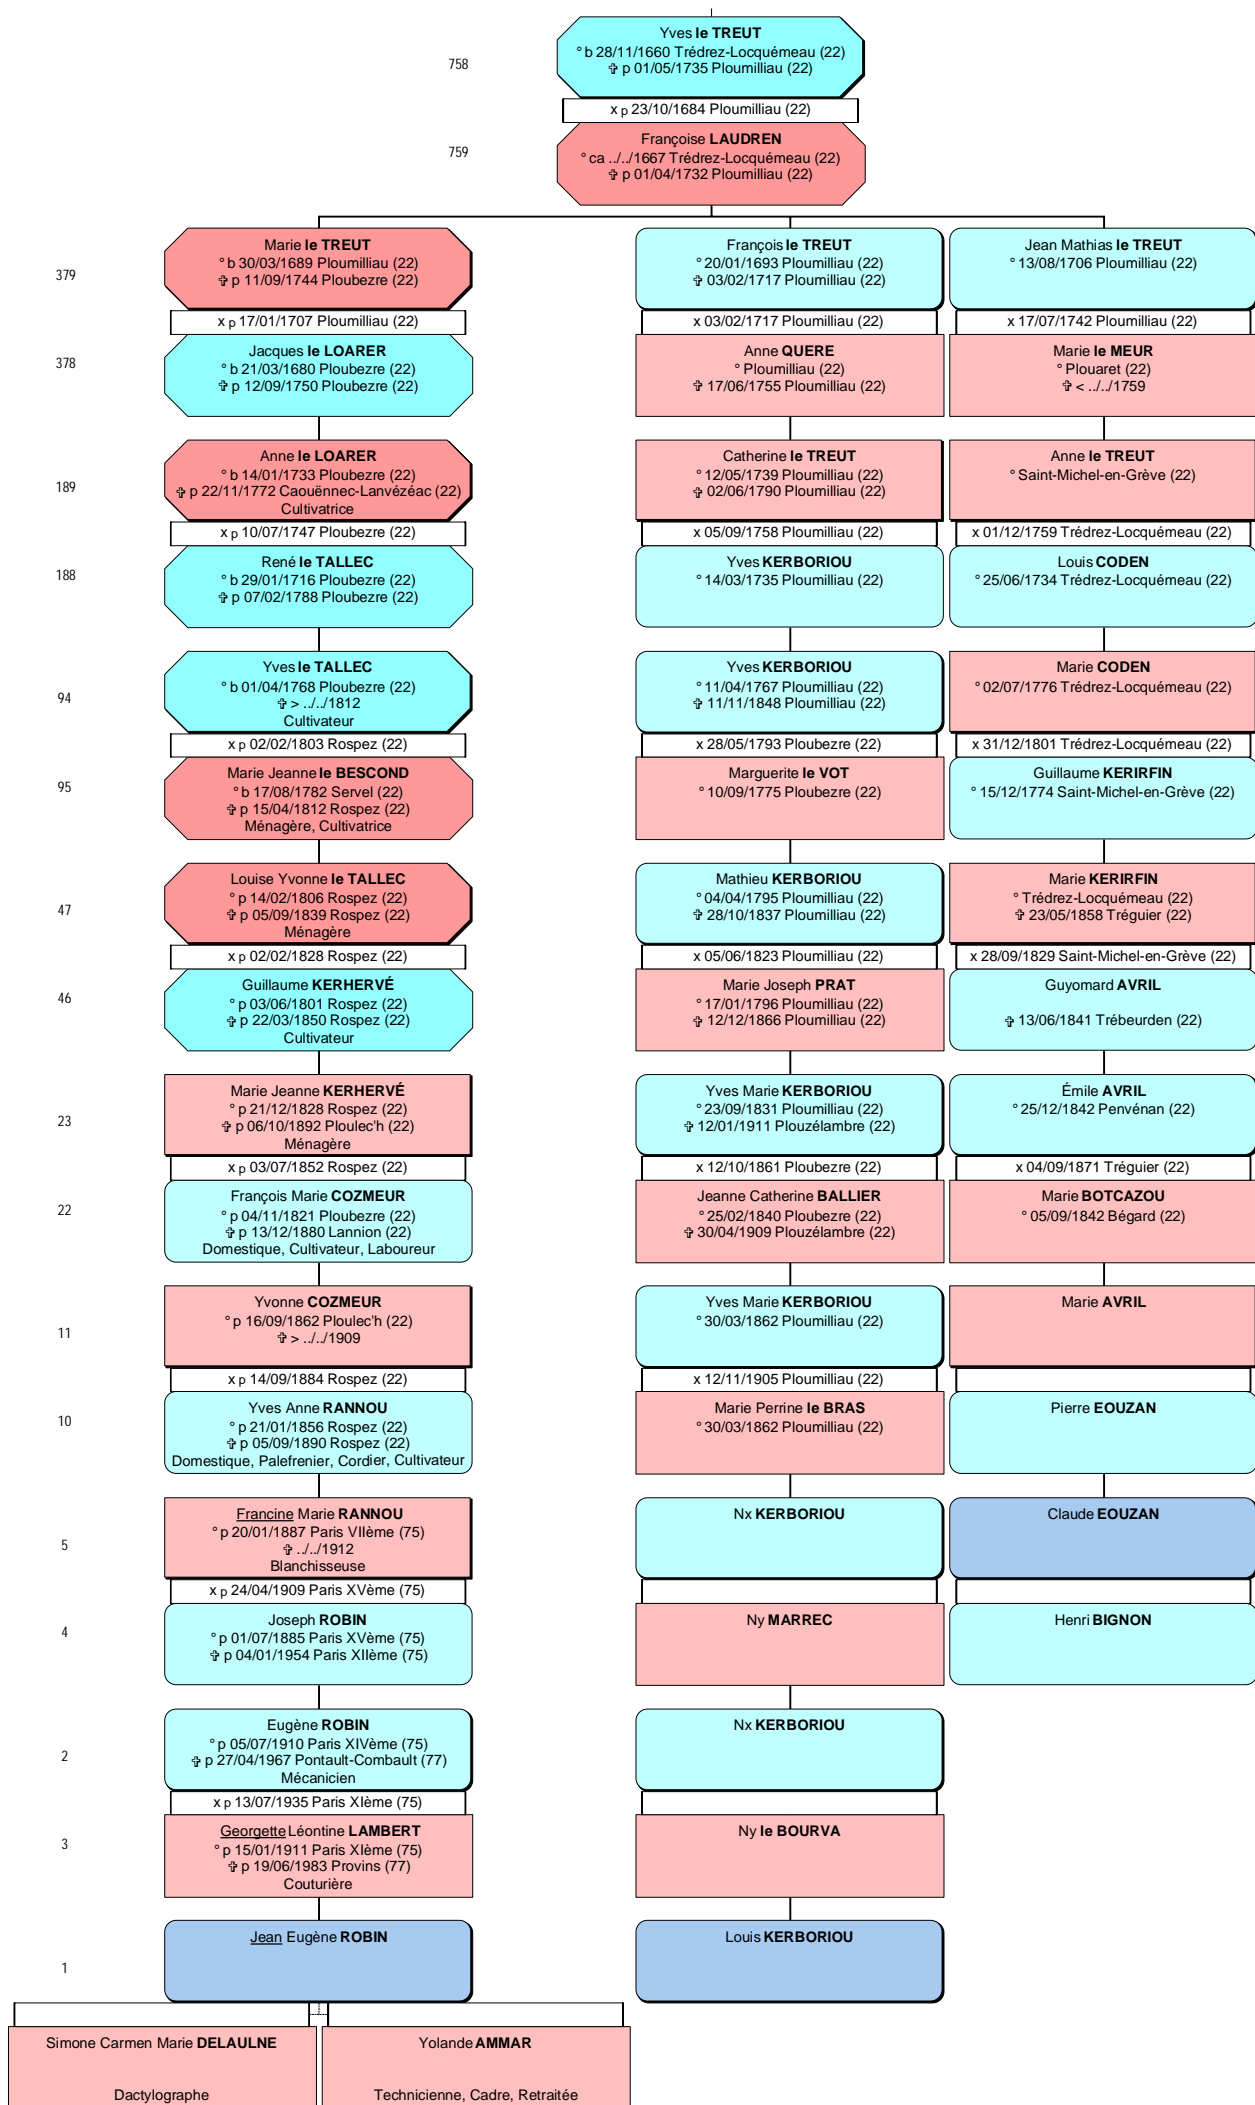 758
Yves le TREUT
° b 28/11/1660 Trédrez-Locquémeau (22)
✞ p 01/05/1735 Ploumilliau (22)
x p 23/10/1684 Ploumilliau (22)
759
Françoise LAUDREN
° ca ../../1667 Trédrez-Locquémeau (22)
✞ p 01/04/1732 Ploumilliau (22)
379
Marie le TREUT
° b 30/03/1689 Ploumilliau (22)
✞ p 11/09/1744 Ploubezre (22)
x p 17/01/1707 Ploumilliau (22)
François le TREUT
° 20/01/1693 Ploumilliau (22)
✞ 03/02/1717 Ploumilliau (22)
x 03/02/1717 Ploumilliau (22)
Jean Mathias le TREUT
° 13/08/1706 Ploumilliau (22)
x 17/07/1742 Ploumilliau (22)
378
Jacques le LOARER
° b 21/03/1680 Ploubezre (22)
✞ p 12/09/1750 Ploubezre (22)
Anne QUERE
° Ploumilliau (22)
✞ 17/06/1755 Ploumilliau (22)
Marie le MEUR
° Plouaret (22)
✞ < ../../1759
189
Anne le LOARER
° b 14/01/1733 Ploubezre (22)
✞ p 22/11/1772 Caouënnec-Lanvézéac (22)
Cultivatrice
x p 10/07/1747 Ploubezre (22)
Catherine le TREUT
° 12/05/1739 Ploumilliau (22)
✞ 02/06/1790 Ploumilliau (22)
x 05/09/1758 Ploumilliau (22)
Anne le TREUT
° Saint-Michel-en-Grève (22)
x 01/12/1759 Trédrez-Locquémeau (22)
188
René le TALLEC
° b 29/01/1716 Ploubezre (22)
✞ p 07/02/1788 Ploubezre (22)
Yves KERBORIOU
° 14/03/1735 Ploumilliau (22)
Louis CODEN
° 25/06/1734 Trédrez-Locquémeau (22)
94
Yves le TALLEC
° b 01/04/1768 Ploubezre (22)
✞ > ../../1812
Cultivateur
x p 02/02/1803 Rospez (22)
Yves KERBORIOU
° 11/04/1767 Ploumilliau (22)
✞ 11/11/1848 Ploumilliau (22)
x 28/05/1793 Ploubezre (22)
Marie CODEN
° 02/07/1776 Trédrez-Locquémeau (22)
x 31/12/1801 Trédrez-Locquémeau (22)
95
Marie Jeanne le BESCOND
° b 17/08/1782 Servel (22)
✞ p 15/04/1812 Rospez (22)
Ménagère, Cultivatrice
Marguerite le VOT
° 10/09/1775 Ploubezre (22)
Guillaume KERIRFIN
° 15/12/1774 Saint-Michel-en-Grève (22)
47
Louise Yvonne le TALLEC
° p 14/02/1806 Rospez (22)
✞ p 05/09/1839 Rospez (22)
Ménagère
x p 02/02/1828 Rospez (22)
Mathieu KERBORIOU
° 04/04/1795 Ploumilliau (22)
✞ 28/10/1837 Ploumilliau (22)
x 05/06/1823 Ploumilliau (22)
Marie KERIRFIN
° Trédrez-Locquémeau (22)
✞ 23/05/1858 Tréguier (22)
x 28/09/1829 Saint-Michel-en-Grève (22)
46
Guillaume KERHERVÉ
° p 03/06/1801 Rospez (22)
✞ p 22/03/1850 Rospez (22)
Cultivateur
Marie Joseph PRAT
° 17/01/1796 Ploumilliau (22)
✞ 12/12/1866 Ploumilliau (22)
Guyomard AVRIL
✞ 13/06/1841 Trébeurden (22)
23
Marie Jeanne KERHERVÉ
° p 21/12/1828 Rospez (22)
✞ p 06/10/1892 Ploulec'h (22)
Ménagère
x p 03/07/1852 Rospez (22)
Yves Marie KERBORIOU
° 23/09/1831 Ploumilliau (22)
✞ 12/01/1911 Plouzélambre (22)
x 12/10/1861 Ploubezre (22)
Émile AVRIL
° 25/12/1842 Penvénan (22)
x 04/09/1871 Tréguier (22)
22
François Marie COZMEUR
° p 04/11/1821 Ploubezre (22)
✞ p 13/12/1880 Lannion (22)
Domestique, Cultivateur, Laboureur
Jeanne Catherine BALLIER
° 25/02/1840 Ploubezre (22)
✞ 30/04/1909 Plouzélambre (22)
Marie BOTCAZOU
° 05/09/1842 Bégard (22)
11
Yvonne COZMEUR
° p 16/09/1862 Ploulec'h (22)
✞ > ../../1909
x p 14/09/1884 Rospez (22)
Yves Marie KERBORIOU
° 30/03/1862 Ploumilliau (22)
x 12/11/1905 Ploumilliau (22)
Marie AVRIL
10
Yves Anne RANNOU
° p 21/01/1856 Rospez (22)
✞ p 05/09/1890 Rospez (22)
Domestique, Palefrenier, Cordier, Cultivateur
Marie Perrine le BRAS
° 30/03/1862 Ploumilliau (22)
Pierre EOUZAN
5
Francine Marie RANNOU
° p 20/01/1887 Paris VIIème (75)
✞ ../../1912
Blanchisseuse
x p 24/04/1909 Paris XVème (75)
Nx KERBORIOU
Claude EOUZAN
4
Joseph ROBIN
° p 01/07/1885 Paris XVème (75)
✞ p 04/01/1954 Paris XIIème (75)
Ny MARREC
Henri BIGNON
2
Eugène ROBIN
° p 05/07/1910 Paris XIVème (75)
✞ p 27/04/1967 Pontault-Combault (77)
Mécanicien
x p 13/07/1935 Paris XIème (75)
Nx KERBORIOU
3
Georgette Léontine LAMBERT
° p 15/01/1911 Paris XIème (75)
✞ p 19/06/1983 Provins (77)
Couturière
Ny le BOURVA
1
Jean Eugène ROBIN
Louis KERBORIOU
Simone Carmen Marie DELAULNE
Dactylographe
Yolande AMMAR
Technicienne, Cadre, Retraitée